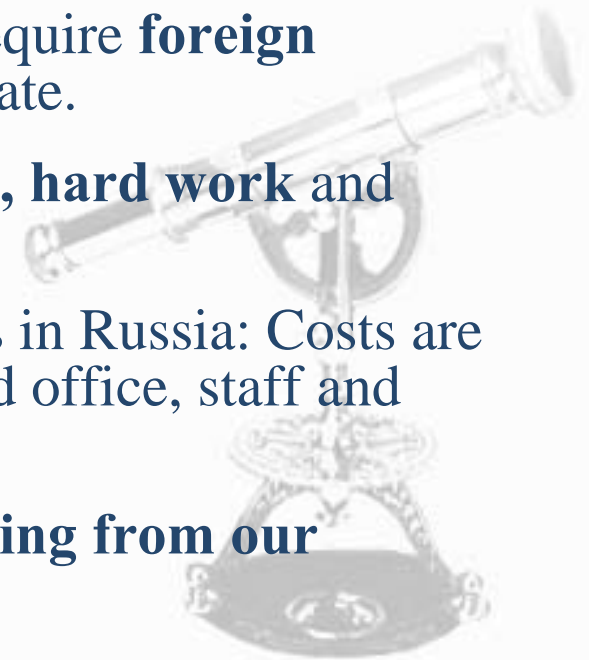 quire foreign
ate.
, hard work and
s in Russia: Costs are
d office, staff and
ing from our